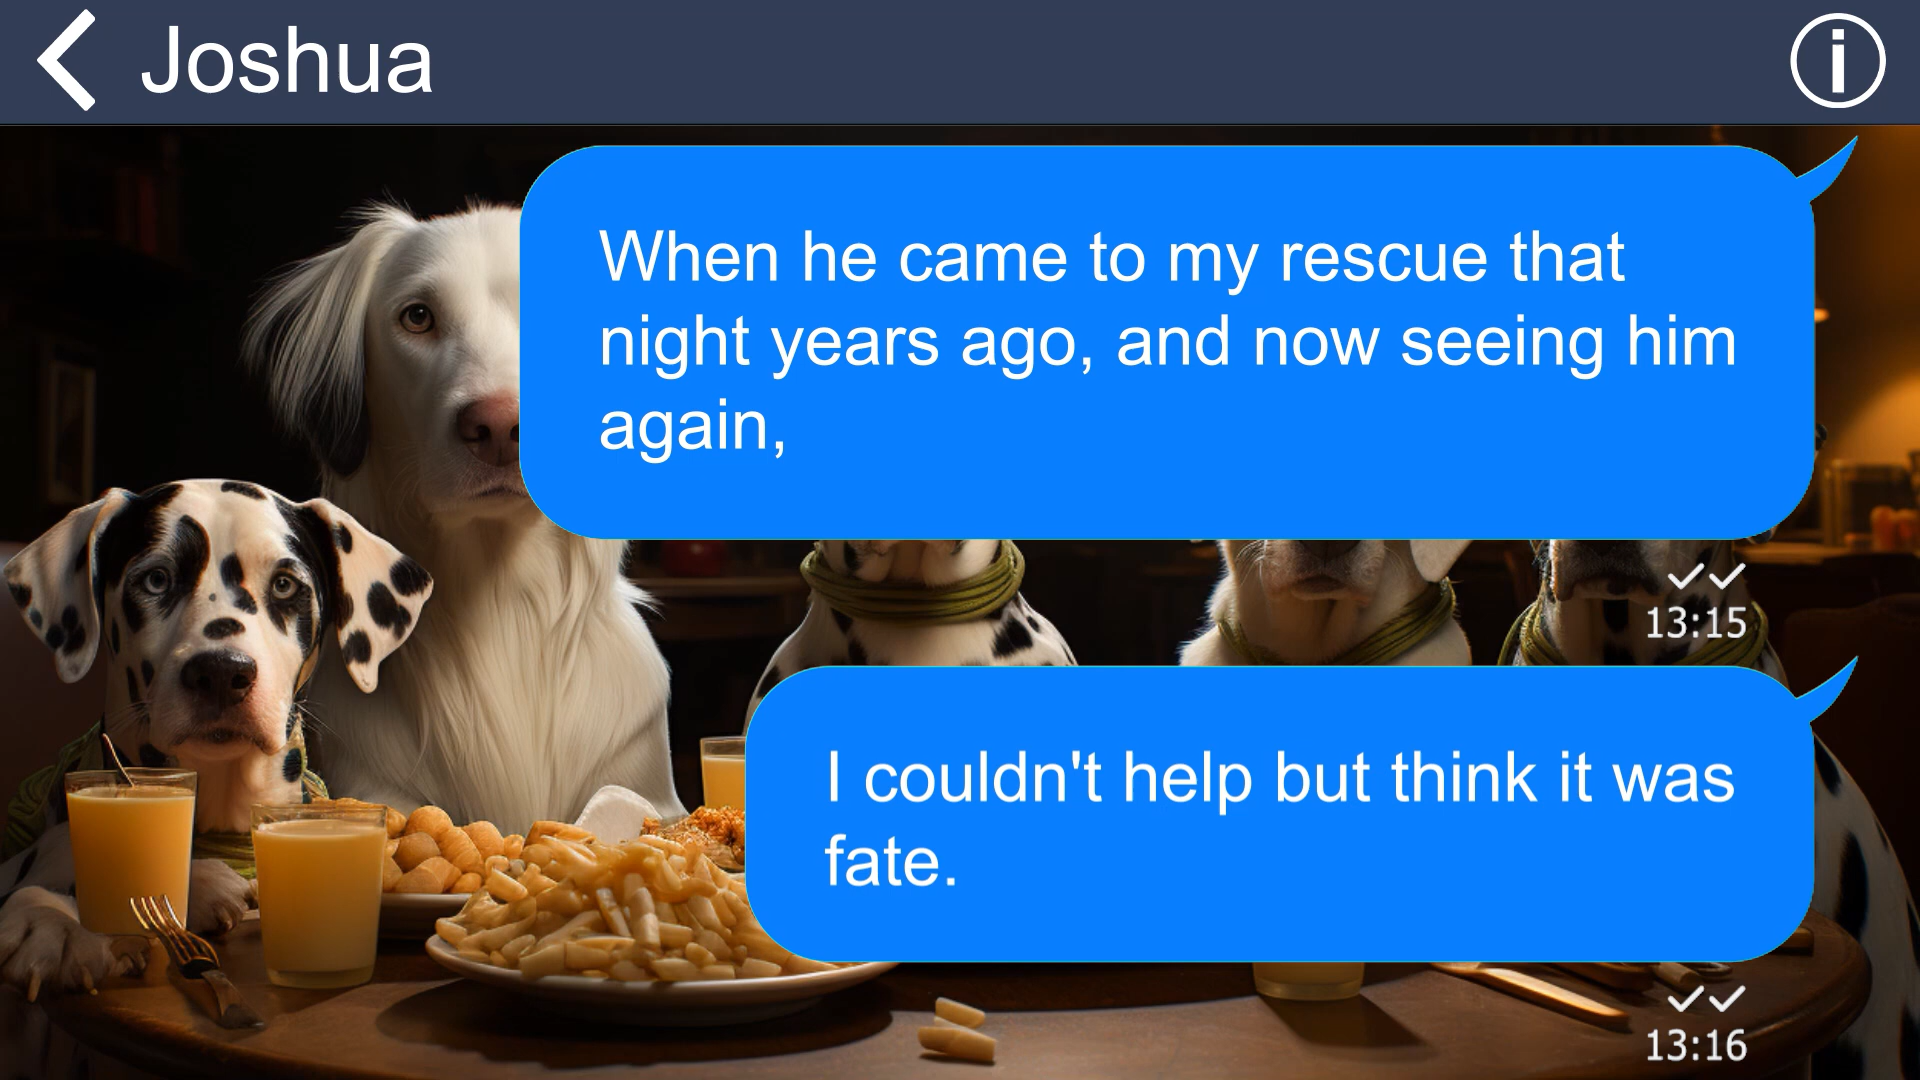 Joshua
When he came to my rescue that
night years ago, and now seeing him
again,
13:15
I couldn't help but think it was
fate.
13:16